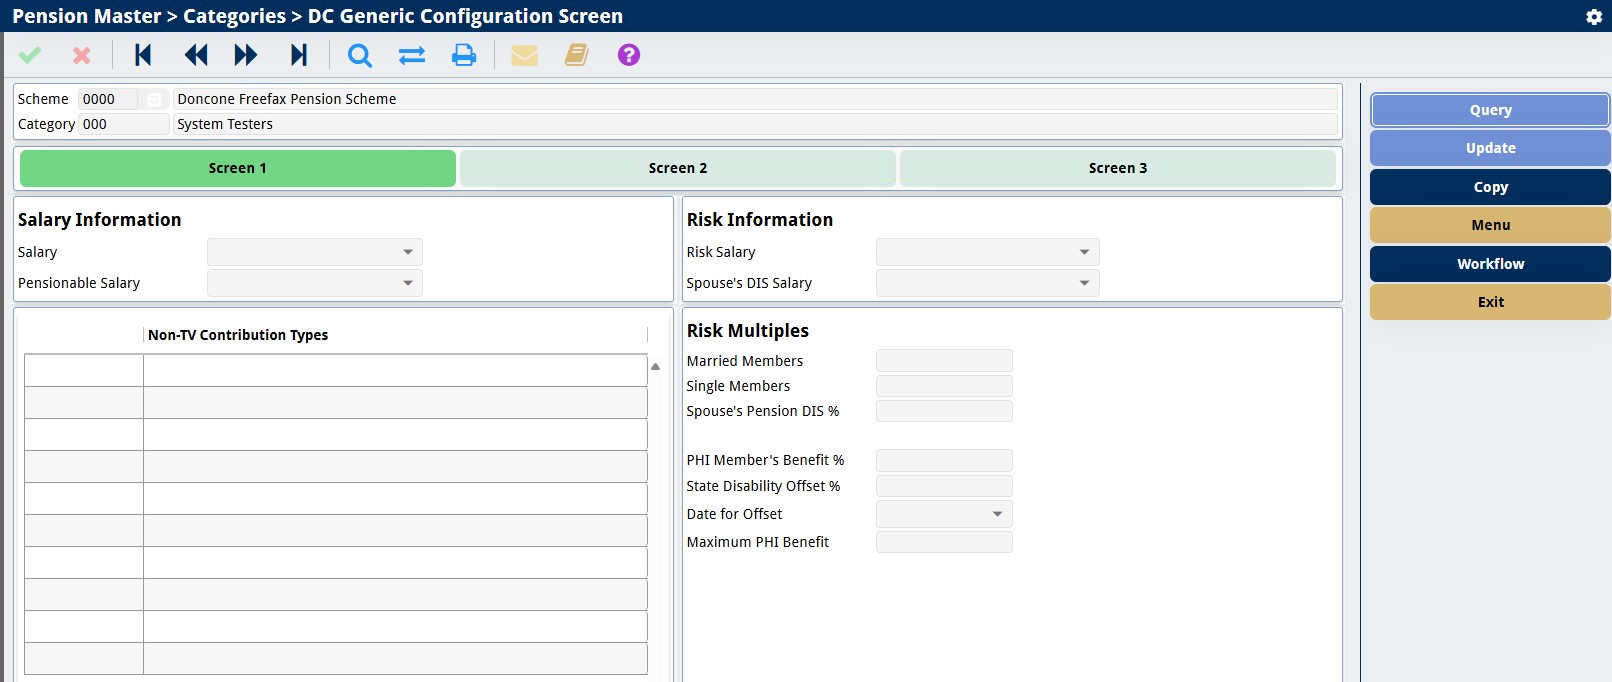 Pension Master > Categories > DC Generic Configuration Screen
?
Scheme 0000 Doncone Freefax Pension Scheme
Category 000 System Testers
Screen 1 Screen 2 Screen 3
Salary Information
Salary
Pensionable Salary
Risk Information
Risk Salary
Spouse's DIS Salary
Non-TV Contribution Types
Risk Multiples
Married Members
Single Members
Spouse's Pension DIS %
PHI Member's Benefit %
State Disability Offset %
Date for Offset
Maximum PHI Benefit
Query
Update
Copy
Menu
Workflow
Exit